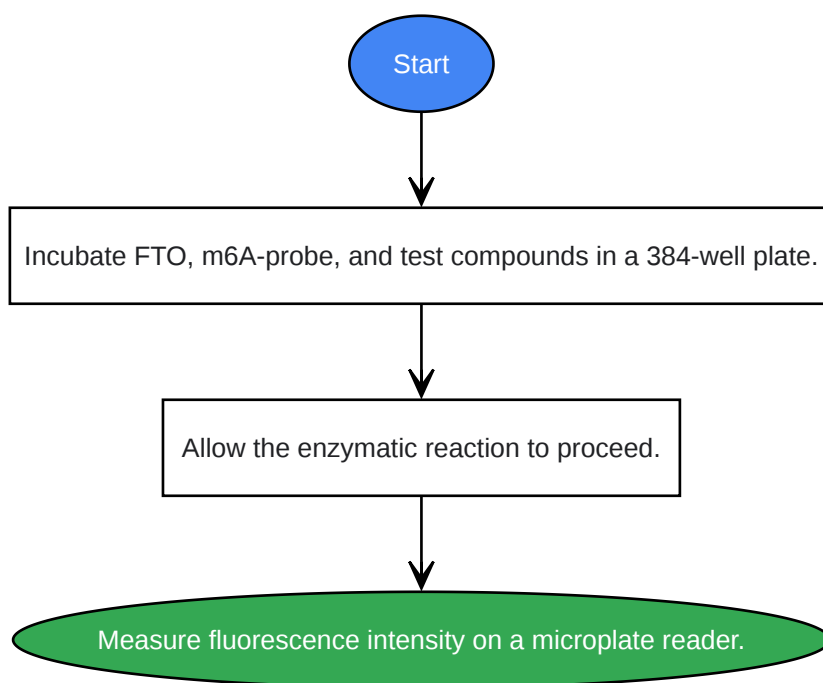 Start
Incubate FTO, m6A-probe, and test compounds in a 384-well plate.
Allow the enzymatic reaction to proceed.
Measure fluorescence intensity on a microplate reader.